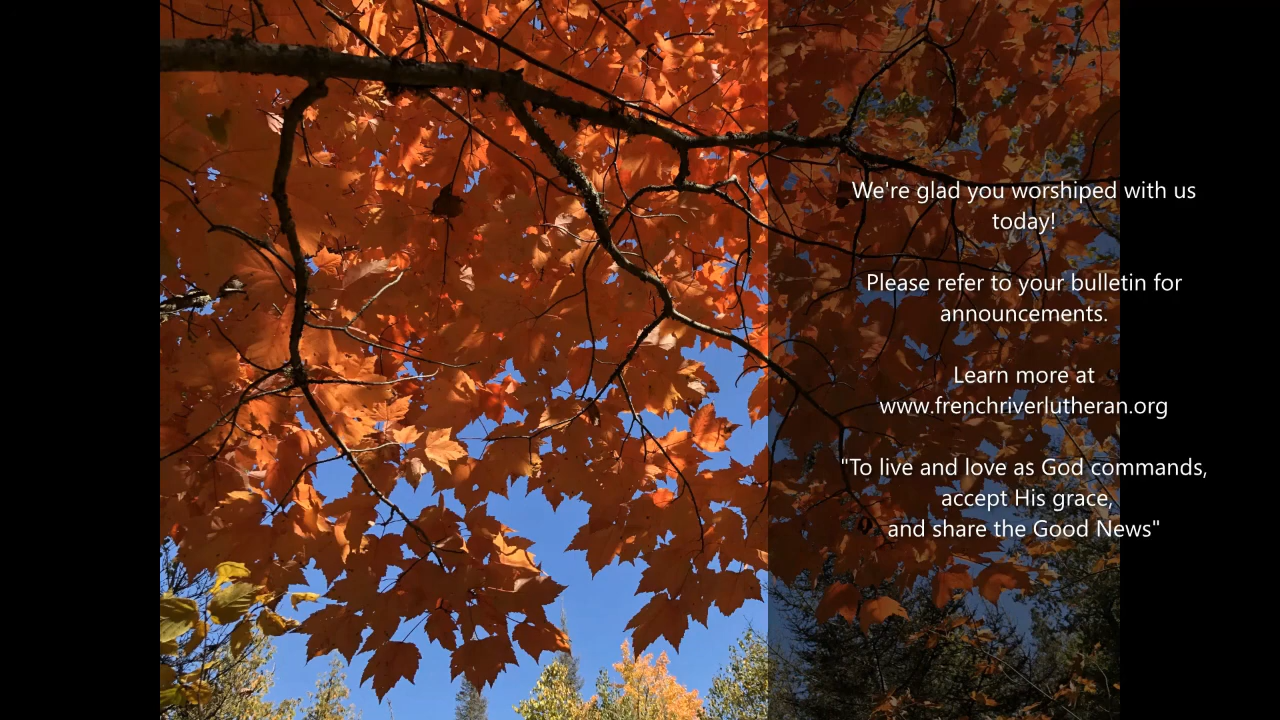 We're glad you worshiped with us
today!
Please refer to your bulletin for
announcements.
Learn more at
www.frenchriverlutheran.org
"To live and love as God commands,
accept His grace,
and share the Good News"